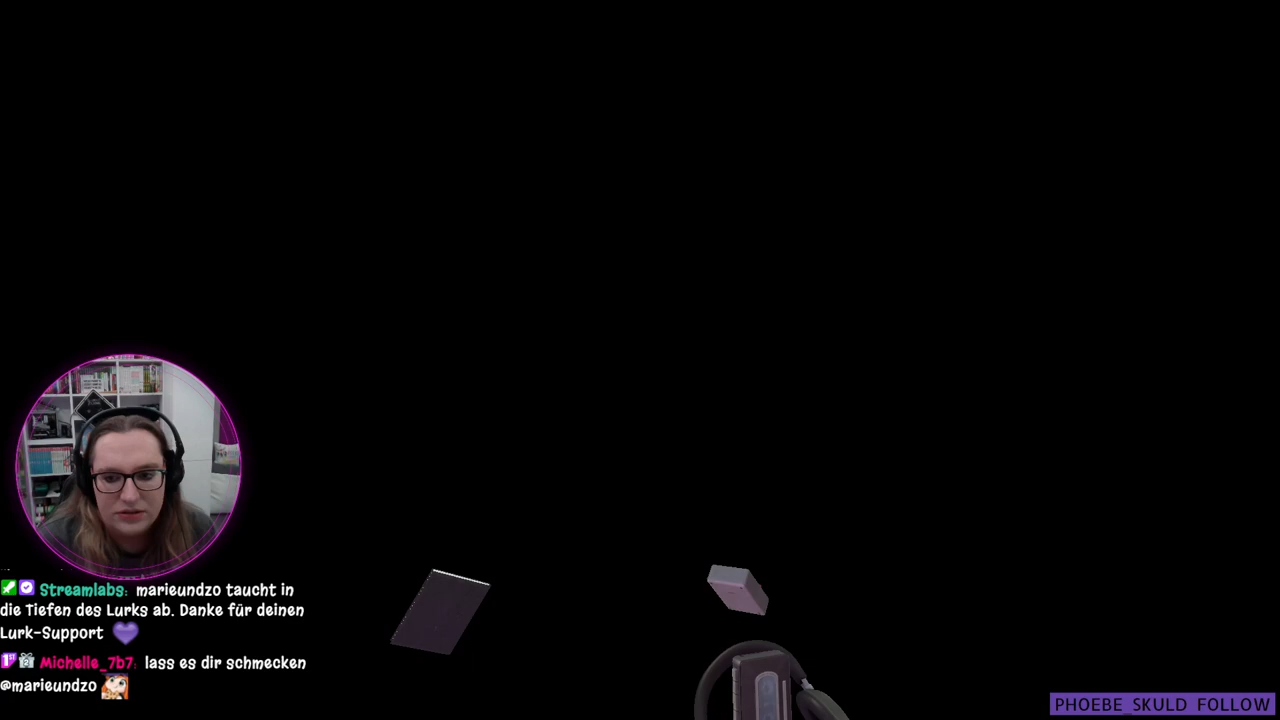 Streamlabs: marieundzo taucht in
die Tiefen des Lurks ab. Danke für deinen
Lurk-Support
Michelle_7b7: lass es dir schmecken
@marieundzo
PHOEBE_SKULD FOLLOW